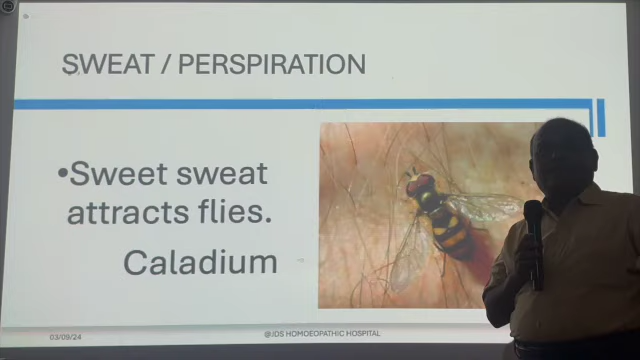 SWEAT / PERSPIRATION
•Sweet sweat
attracts flies.
Caladium
03/09/24
@JDS HOMOEOPATHIC HOSPITAL